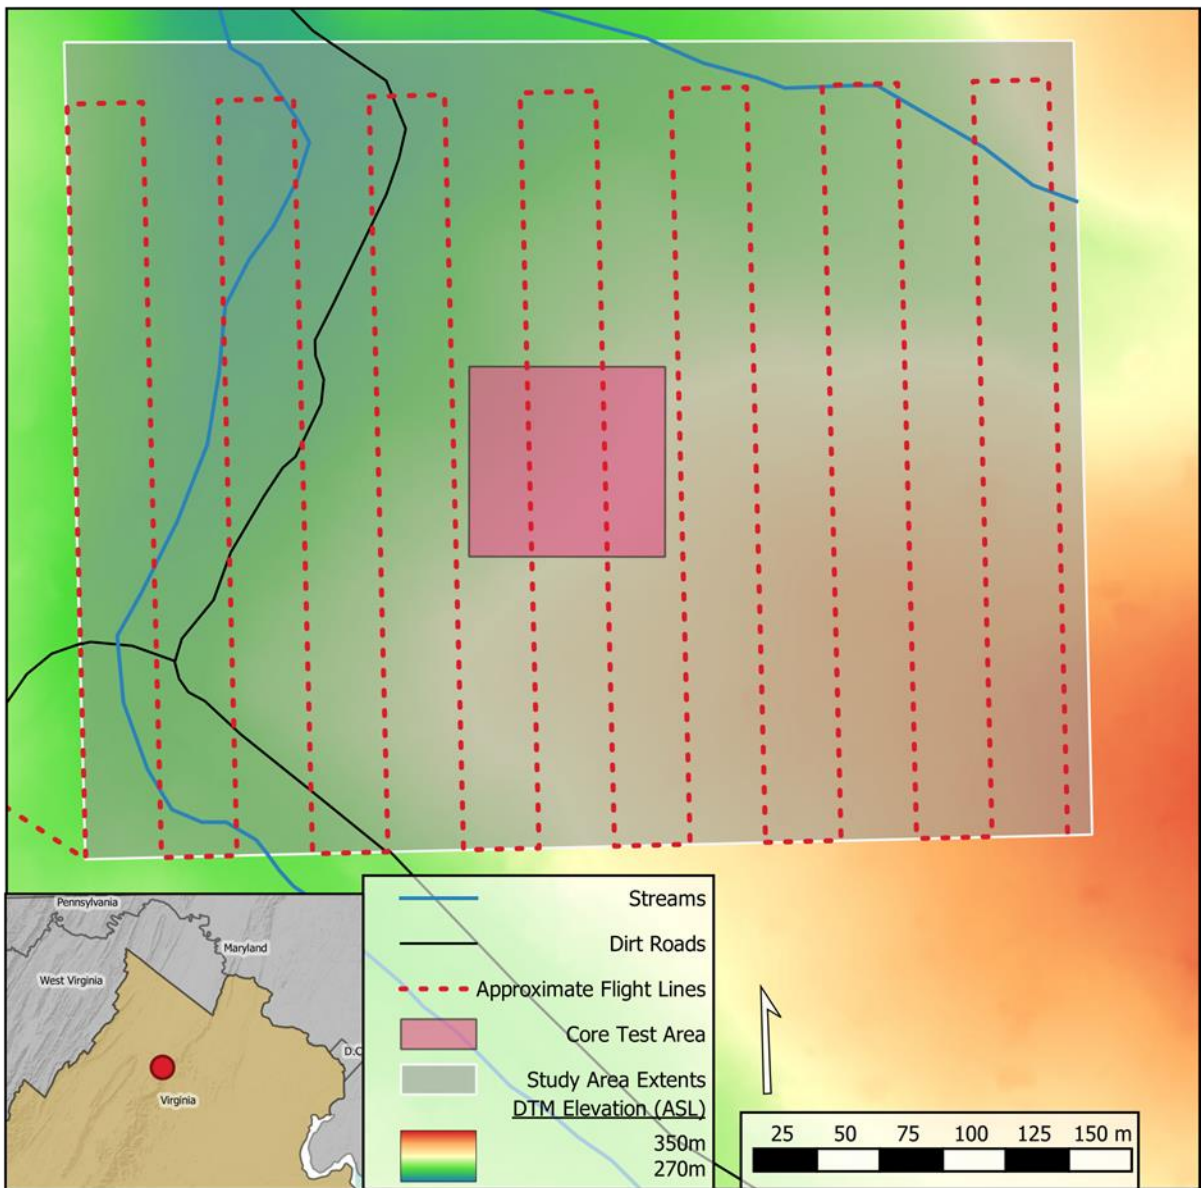 Pennsylvania
Maryland
West Virginia
D.C
Virginia
Streams
Dirt Roads
Approximate Flight Lines
Core Test Area
Study Area Extents
DTM Elevation (ASL)
350m
270m
25 50 75 100 125 150 m